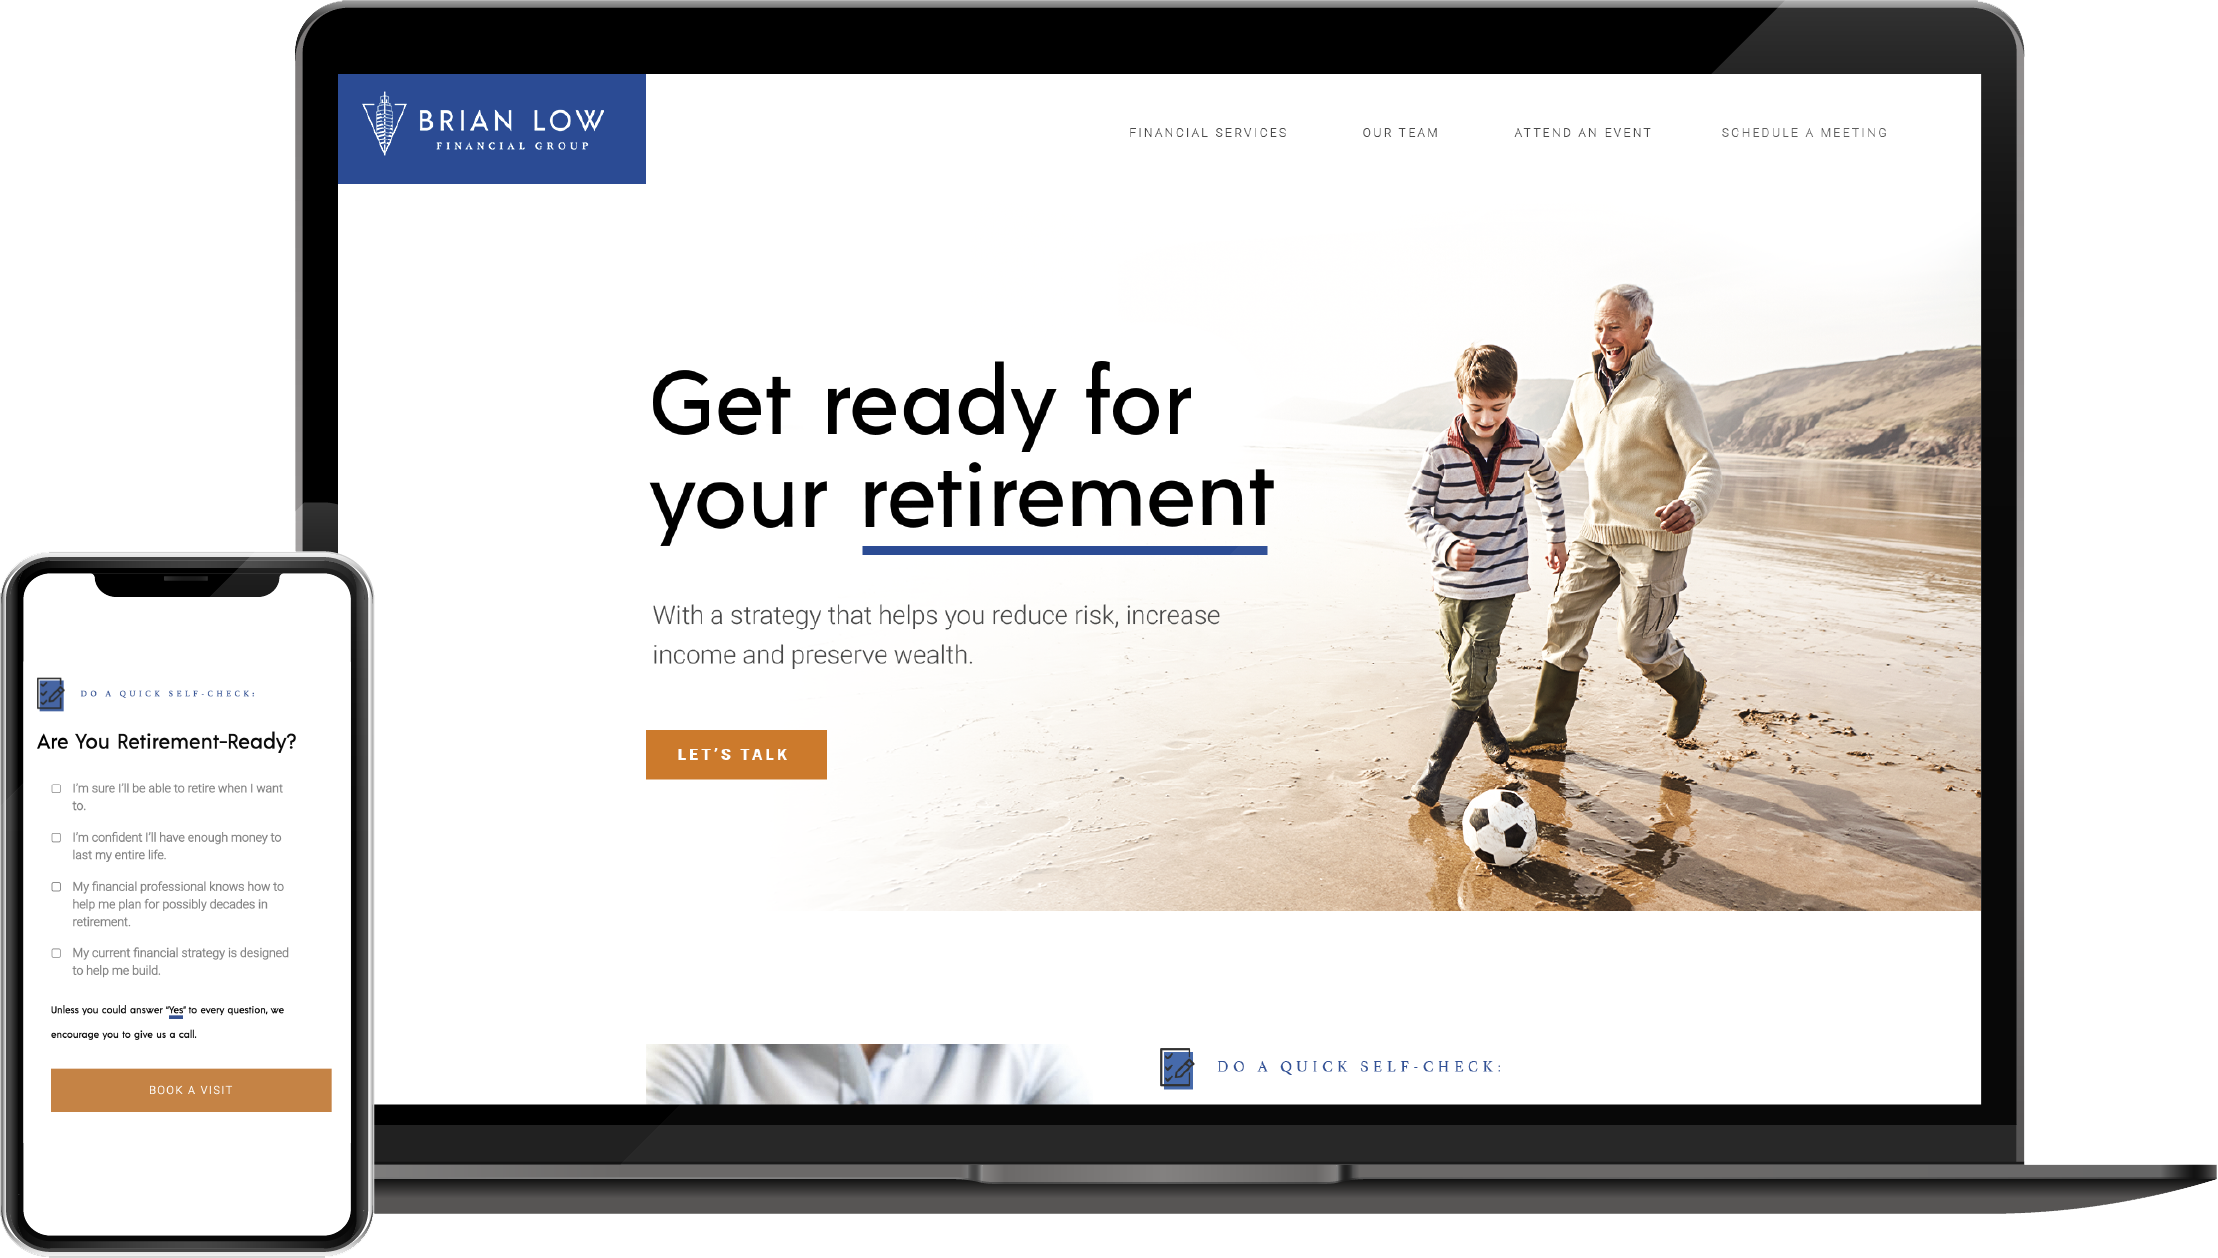 BRIAN LOW
FINANCIAL GROUP
FINANCIAL SERVICES
OUR TEAM
ATTEND AN EVENT
SCHEDULE A MEETING
Get ready for
your retirement
With a strategy that helps you reduce risk, increase
income and preserve wealth.
LET'S TALK
DO A QUICK SELF-CHECK:
DO A QUICK SELF-CHECK:
Are You Retirement-Ready?
I'm sure I'll be able to retire when I want
to.
I'm confident I'll have enough money to
last my entire life.
My financial professional knows how to
help me plan for possibly decades in
retirement.
My current financial strategy is designed
to help me build.
Unless you could answer "Yes" to every question, we
encourage you to give us a call.
BOOK A VISIT